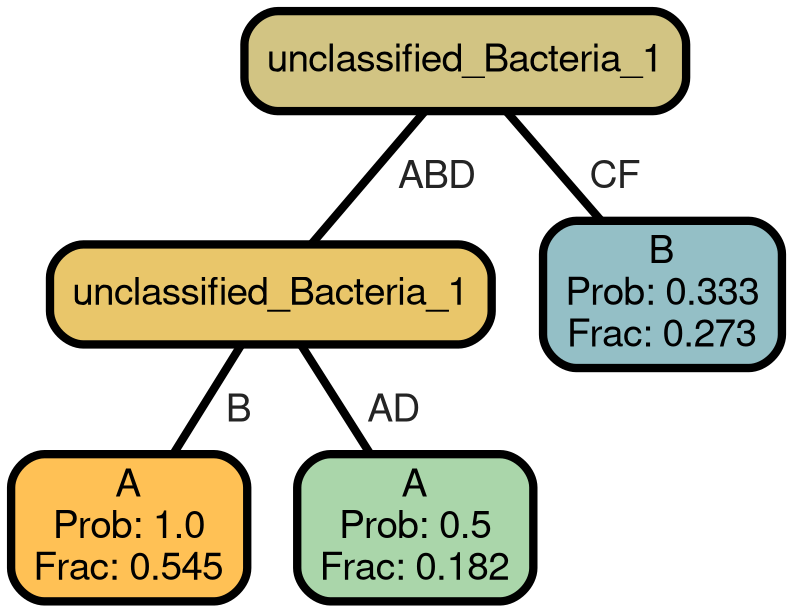 unclassified_Bacteria_1
ABD
CF
B
Prob: 0.333
Frac: 0.273
unclassified_Bacteria_1
B
AD
A
Prob: 1.0
Frac: 0.545
A
Prob: 0.5
Frac: 0.182